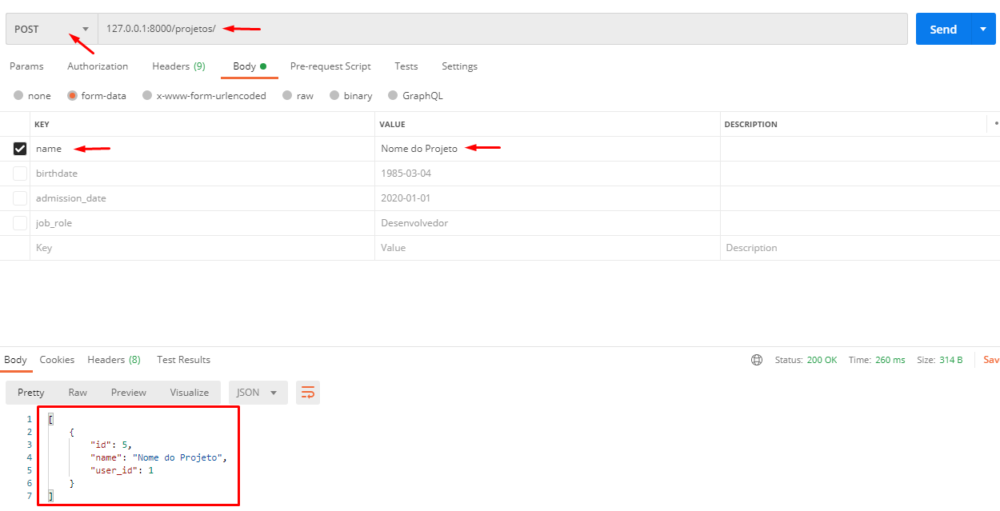 POST 127.0.0.1:8000/projetos/ Send
Params Authorization Headers (9) Body Pre-request Script Tests Settings
none form-data x-www-form-urlencoded raw binary GraphQL
KEY VALUE DESCRIPTION
name Nome do Projeto
birthdate 1985-03-04
admission_date 2020-01-01
job_role Desenvolvedor
Key Value Description
Body Cookies Headers (8) Test Results Status: 200 OK Time: 260 ms Size: 314 B Sav
Pretty Raw Preview Visualize JSON
1 [
2 {
3 "id": 5,
4 "name": "Nome do Projeto",
5 "user_id": 1
6 }
7 ]